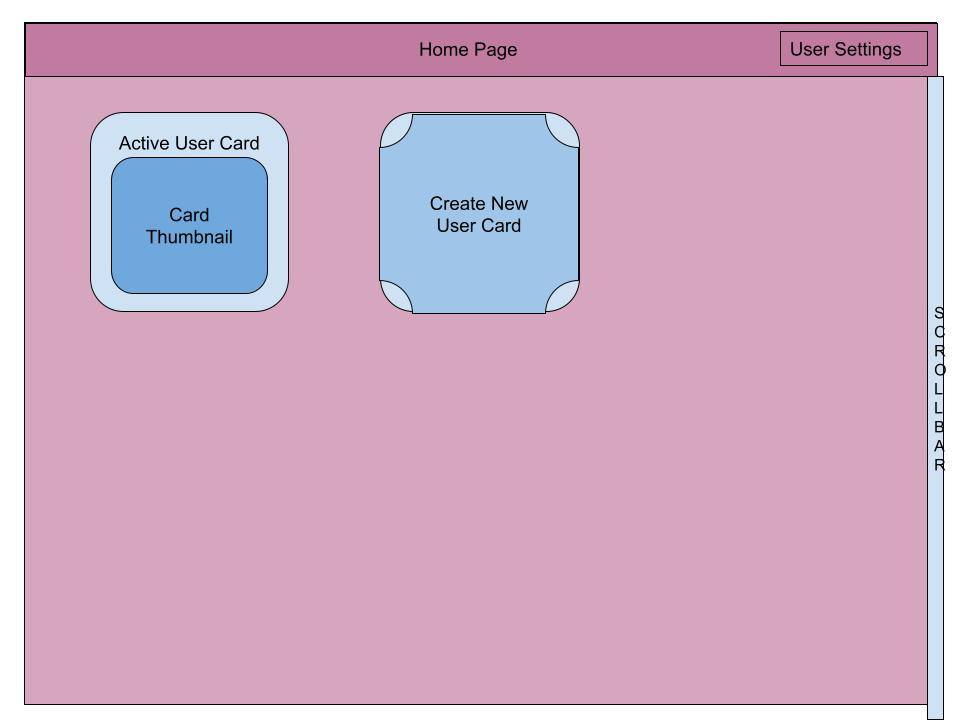 Home Page
User Settings
Active User Card
Card
Thumbnail
Create New
User Card
S
C
R
O
L
L
B
A
R